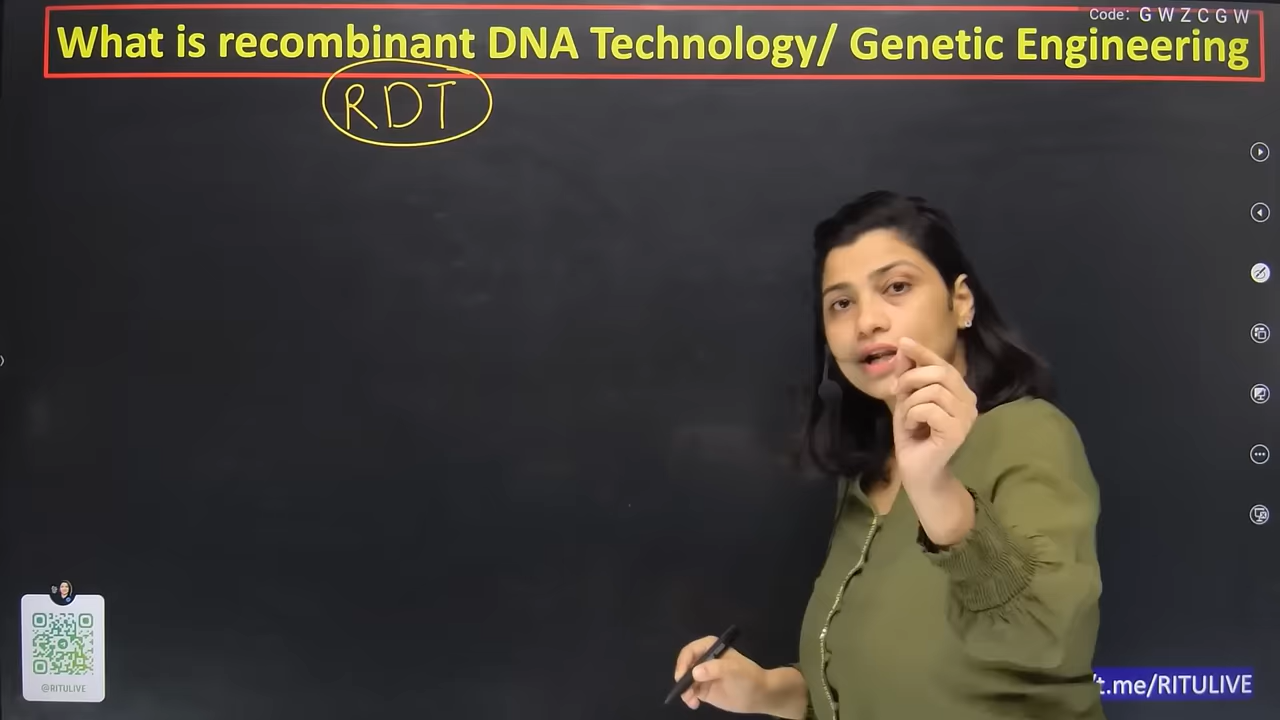 Code: G W Z C G W
What is recombinant DNA Technology/ Genetic Engineering
RDT
@RITULIVE
t.me/RITULIVE